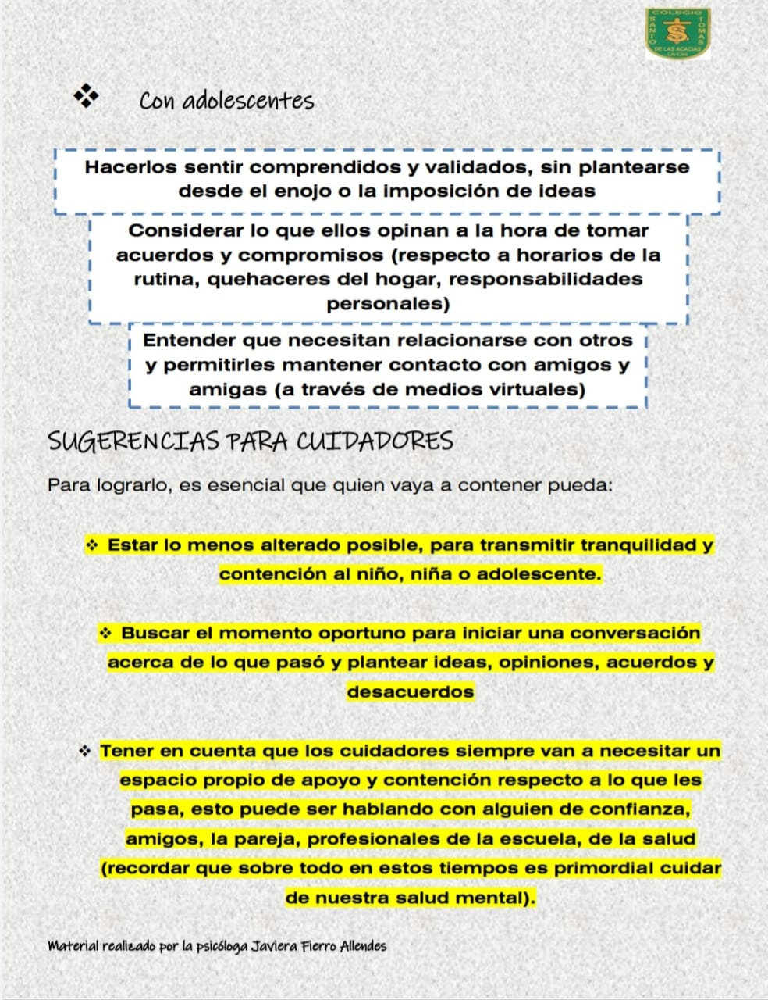 COLEGIO
SANTO
TOMAS
DE LAS ACACIAS
❖ Con adolescentes
Hacerlos sentir comprendidos y validados, sin plantearse
desde el enojo o la imposición de ideas
Considerar lo que ellos opinan a la hora de tomar
acuerdos y compromisos (respecto a horarios de la
rutina, quehaceres del hogar, responsabilidades
personales)
Entender que necesitan relacionarse con otros
y permitirles mantener contacto con amigos y
amigas (a través de medios virtuales)
SUGERENCIAS PARA CUIDADORES
Para lograrlo, es esencial que quien vaya a contener pueda:
❖ Estar lo menos alterado posible, para transmitir tranquilidad y
contención al niño, niña o adolescente.
❖ Buscar el momento oportuno para iniciar una conversación
acerca de lo que pasó y plantear ideas, opiniones, acuerdos y
desacuerdos
❖ Tener en cuenta que los cuidadores siempre van a necesitar un
espacio propio de apoyo y contención respecto a lo que les
pasa, esto puede ser hablando con alguien de confianza,
amigos, la pareja, profesionales de la escuela, de la salud
(recordar que sobre todo en estos tiempos es primordial cuidar
de nuestra salud mental).
Material realizado por la psicóloga Javiera Fierro Allendes